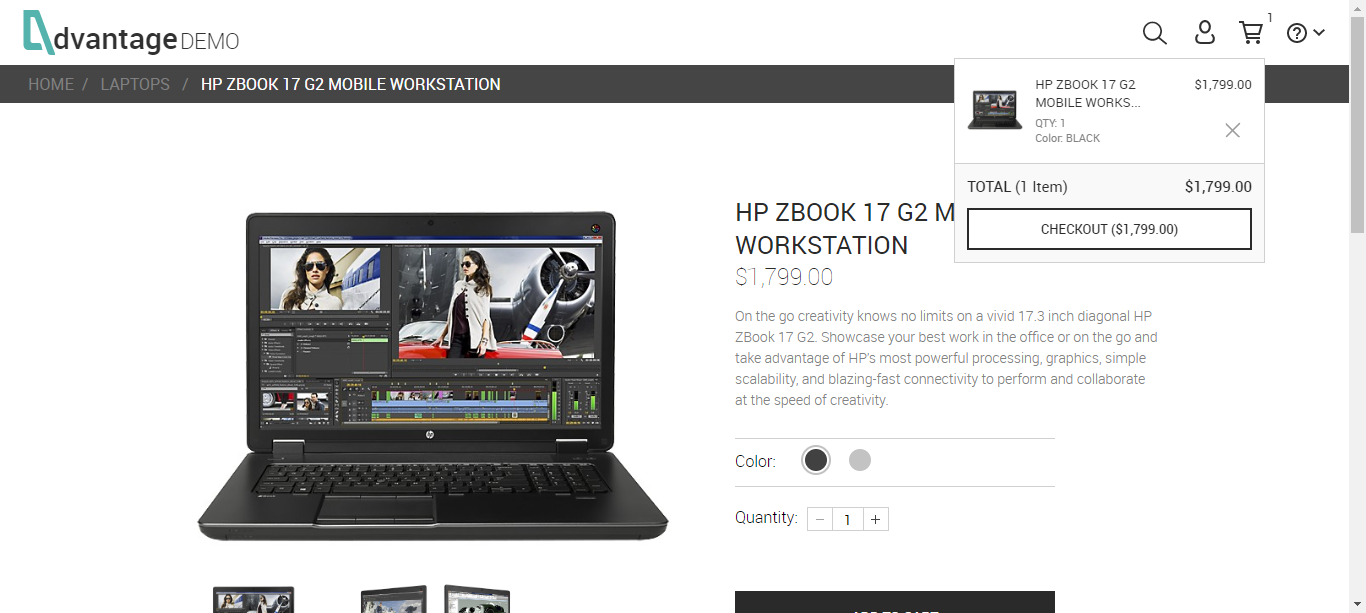 dvantage DEMO
1
HOME / LAPTOPS / HP ZBOOK 17 G2 MOBILE WORKSTATION
HP ZBOOK 17 G2 $1,799.00
MOBILE WORKS...
QTY: 1
Color: BLACK
TOTAL (1 Item) $1,799.00
CHECKOUT ($1,799.00)
HP ZBOOK 17 G2 M
WORKSTATION
$1,799.00
On the go creativity knows no limits on a vivid 17.3 inch diagonal HP
ZBook 17 G2. Showcase your best work in the office or on the go and
take advantage of HP's most powerful processing, graphics, simple
scalability, and blazing-fast connectivity to perform and collaborate
at the speed of creativity.
Color:
Quantity: 1
ADD TO CART